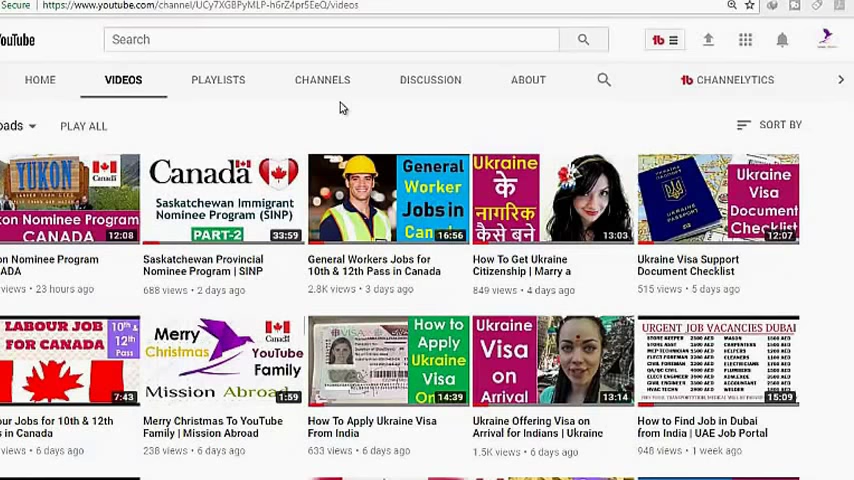 Secure
https://www.youtube.com/channel/UCy7XGBPyMLP-h6rZ4pr5EeQ/videos
YouTube
Search
HOME
VIDEOS
PLAYLISTS
CHANNELS
DISCUSSION
ABOUT
CHANNELYTICS
PLAY ALL
SORT BY
YUKON
Canada
Nominee Program
CANADA
12:08
Canada
Saskatchewan Immigrant
Nominee Program (SINP)
PART-2
33:59
General
Worker
Jobs in
16:56
Ukraine
के
नागरिक
कैसे बने
13:03
Ukraine
Visa
Document
Checklist
12:07
Nominee Program
views • 23 hours ago
Saskatchewan Provincial
Nominee Program | SINP
688 views • 2 days ago
General Workers Jobs for
10th & 12th Pass in Canada
2.8K views • 3 days ago
How To Get Ukraine
Citizenship | Marry a
849 views • 4 days ago
Ukraine Visa Support
Document Checklist
515 views • 5 days ago
LABOUR JOB
FOR CANADA
10th &
12th
Pass
7:43
Merry
Christmas
YouTube
Family
Mission Abroad
1:59
VISA
How to
Apply
Ukraine
Visa
14:39
Ukraine
Visa
on
Arrival
13:14
URGENT JOB VACANCIES DUBAI
15:09
Jobs for 10th & 12th
in Canada
views • 6 days ago
Merry Christmas To YouTube
Family | Mission Abroad
238 views • 6 days ago
How To Apply Ukraine Visa
From India
633 views • 6 days ago
Ukraine Offering Visa on
Arrival for Indians | Ukraine
1.5K views • 6 days ago
How to Find Job in Dubai
from India | UAE Job Portal
948 views • 1 week ago